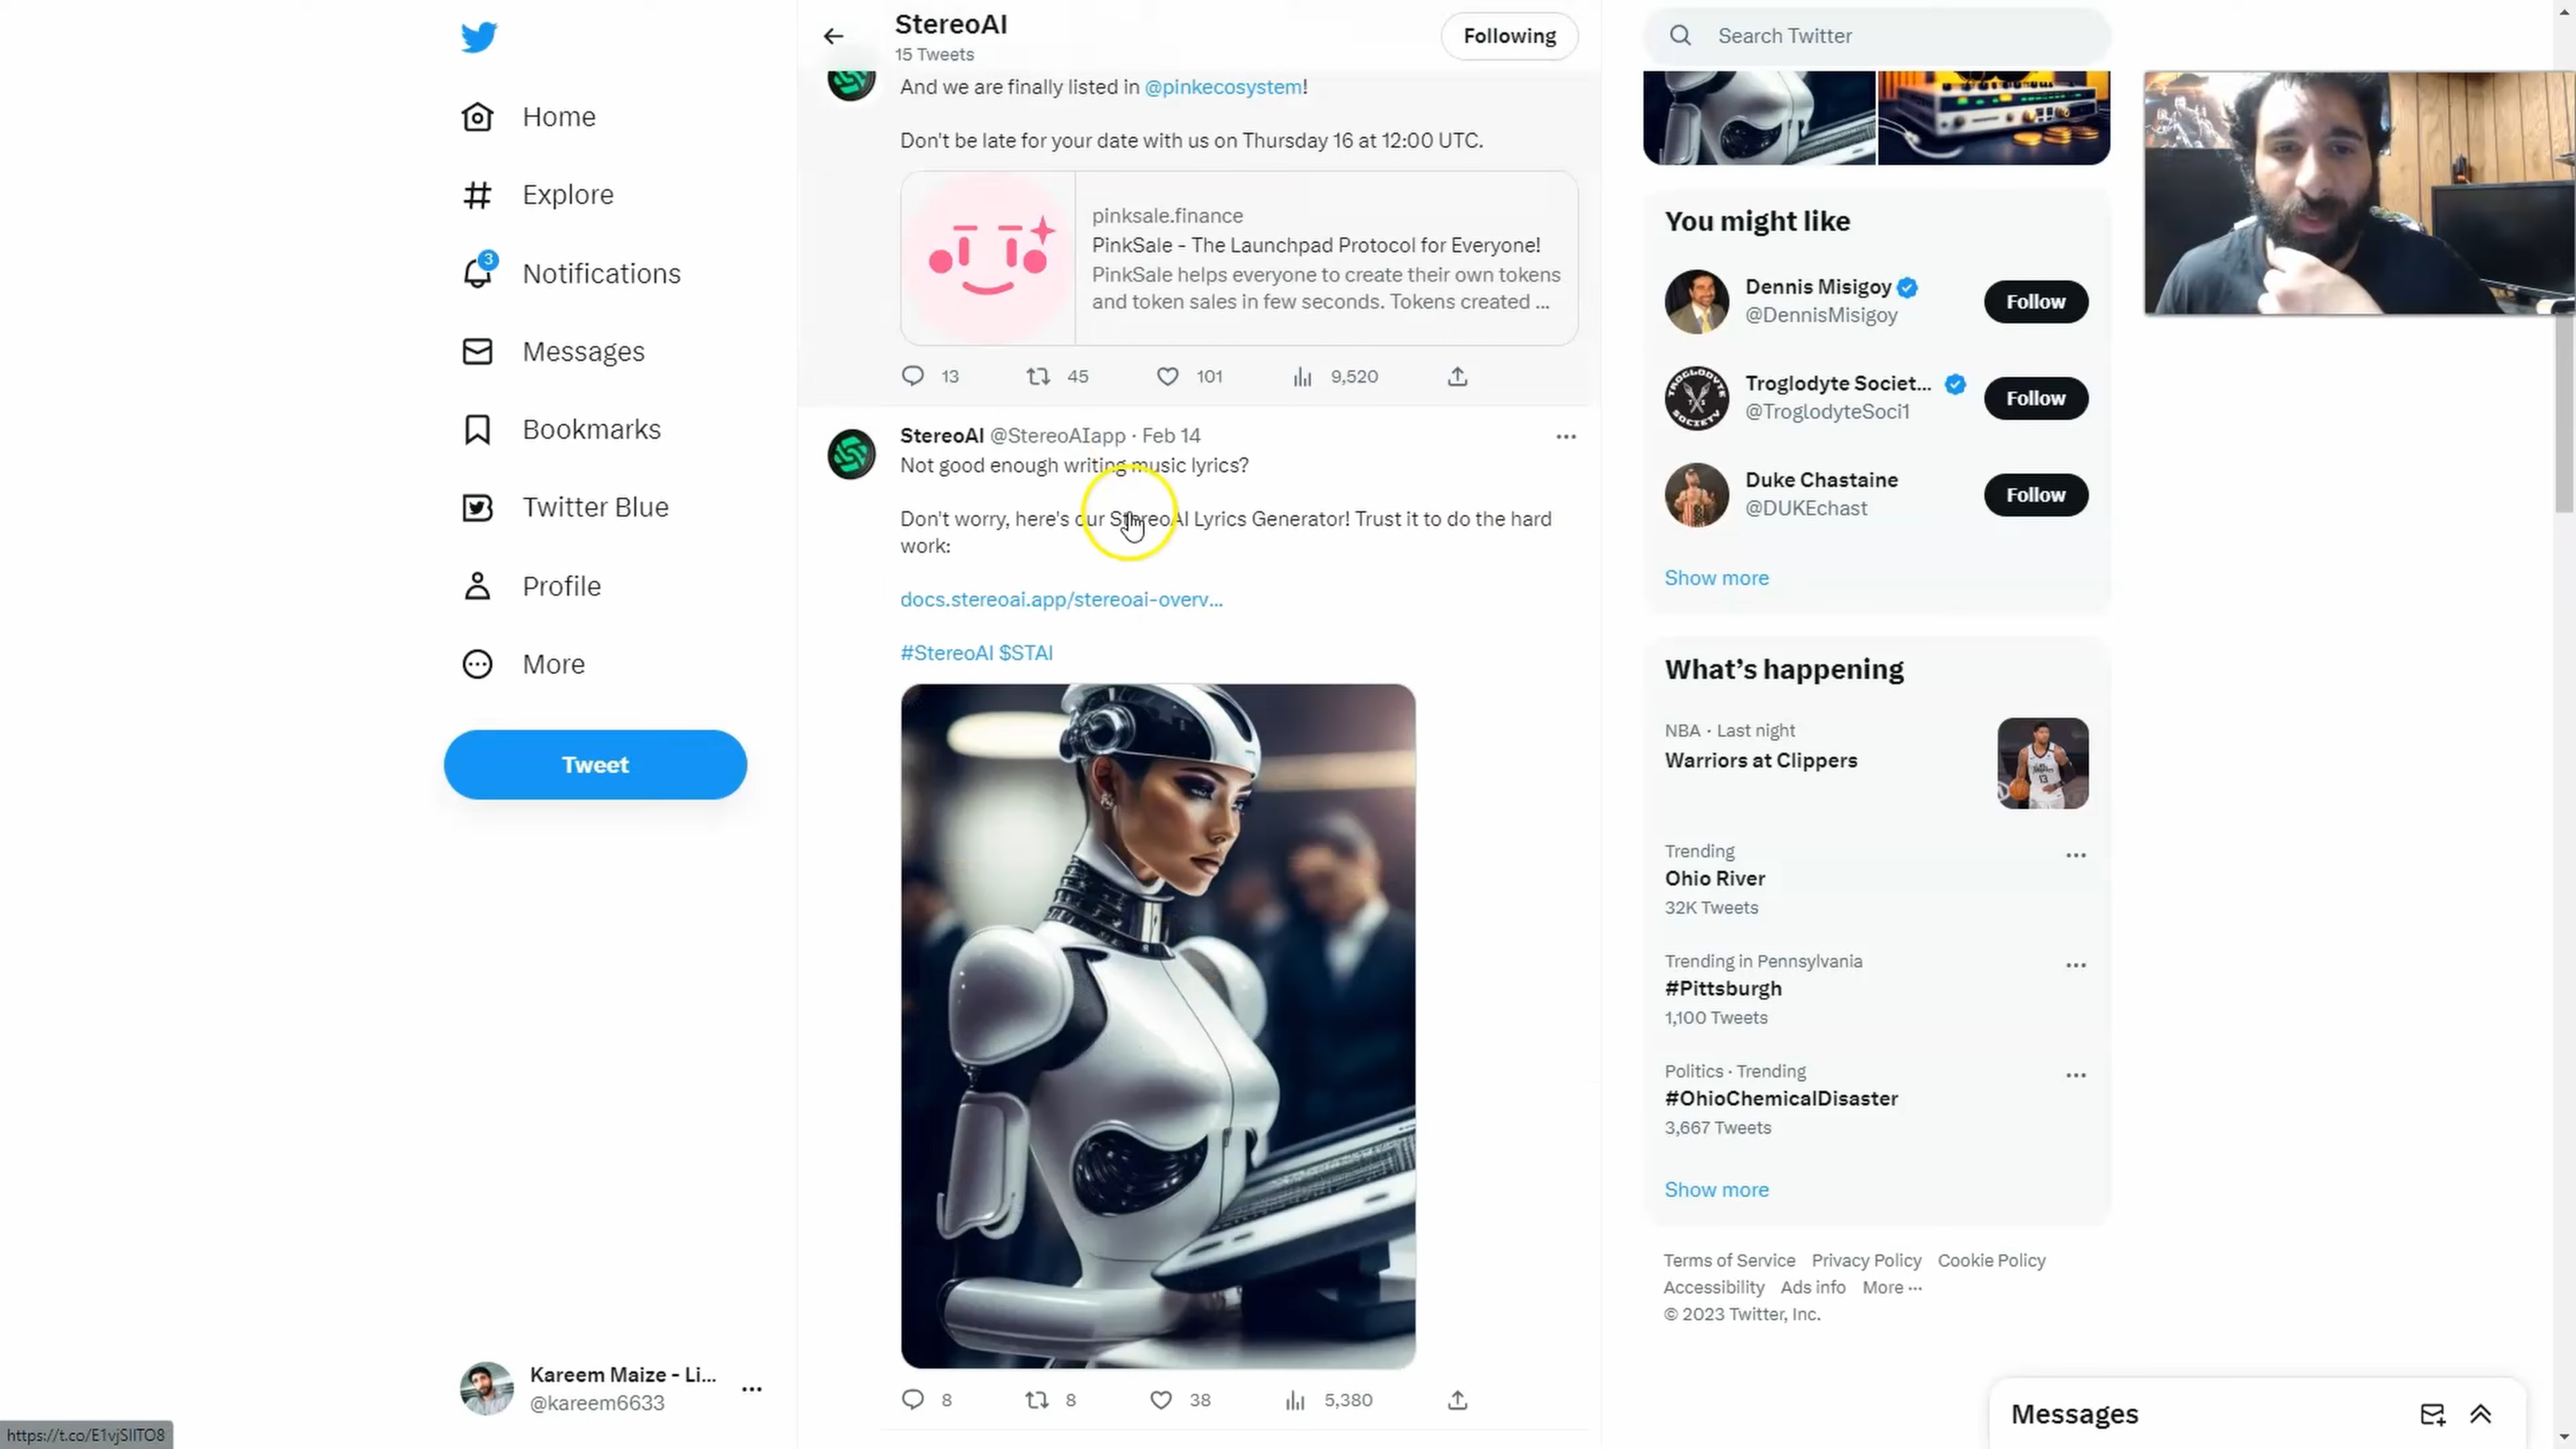 StereoAI
15 Tweets
Following
Search Twitter
Home
Explore
3
Notifications
Messages
Bookmarks
Twitter Blue
Profile
More
Tweet
Kareem Maize - Li...
@kareem6633
https://t.co/E1vjSIITO8
And we are finally listed in @pinkecosystem!
Don't be late for your date with us on Thursday 16 at 12:00 UTC.
pinksale.finance
PinkSale - The Launchpad Protocol for Everyone!
PinkSale helps everyone to create their own tokens
and token sales in few seconds. Tokens created ...
13 45 101 9,520
StereoAI @StereoAIapp · Feb 14
Not good enough writing music lyrics?
Don't worry, here's our StereoAI Lyrics Generator! Trust it to do the hard
work:
docs.stereoai.app/stereoai-overv...
#StereoAI $STAI
8 8 38 5,380
You might like
Dennis Misigoy
@DennisMisigoy
Follow
TROGLODYTE
SOCIETY
Troglodyte Societ...
@TroglodyteSoci1
Follow
Duke Chastaine
@DUKEchast
Follow
Show more
What's happening
NBA · Last night
Warriors at Clippers
13
Trending
Ohio River
32K Tweets
Trending in Pennsylvania
#Pittsburgh
1,100 Tweets
Politics · Trending
#OhioChemicalDisaster
3,667 Tweets
Show more
Terms of Service Privacy Policy Cookie Policy
Accessibility Ads info More ...
© 2023 Twitter, Inc.
Messages